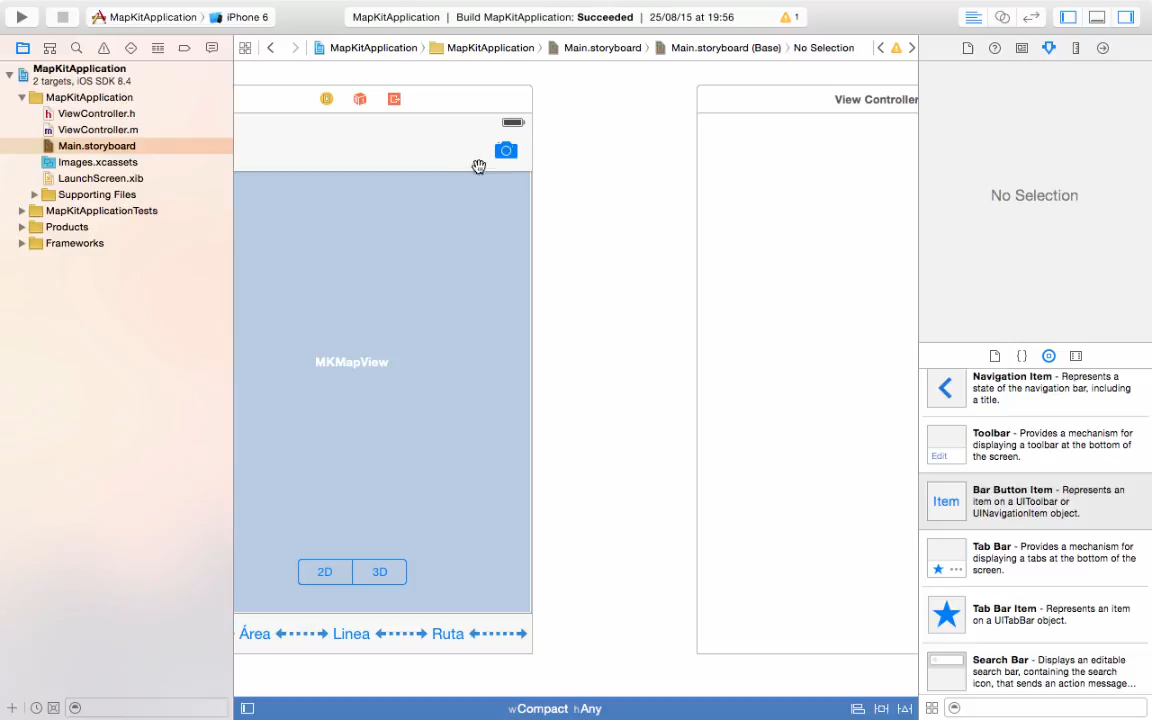 MapKitApplication iPhone 6 MapKitApplication | Build MapKitApplication: Succeeded | 25/08/15 at 19:56 1
MapKitApplication MapKitApplication Main.storyboard Main.storyboard (Base) No Selection
MapKitApplication
2 targets, iOS SDK 8.4
MapKitApplication
ViewController.h
ViewController.m
Main.storyboard
Images.xcassets
LaunchScreen.xib
Supporting Files
MapKitApplicationTests
Products
Frameworks
View Controller
MKMapView
2D 3D
Área Linea Ruta
wCompact hAny
No Selection
Navigation Item - Represents a
state of the navigation bar, including
a title.
Edit
Toolbar - Provides a mechanism for
displaying a toolbar at the bottom of
the screen.
Item
Bar Button Item - Represents an
item on a UIToolbar or
UINavigationItem object.
Tab Bar - Provides a mechanism for
displaying a tabs at the bottom of the
screen.
Tab Bar Item - Represents an item
on a UITabBar object.
Search Bar - Displays an editable
search bar, containing the search
icon, that sends an action message...